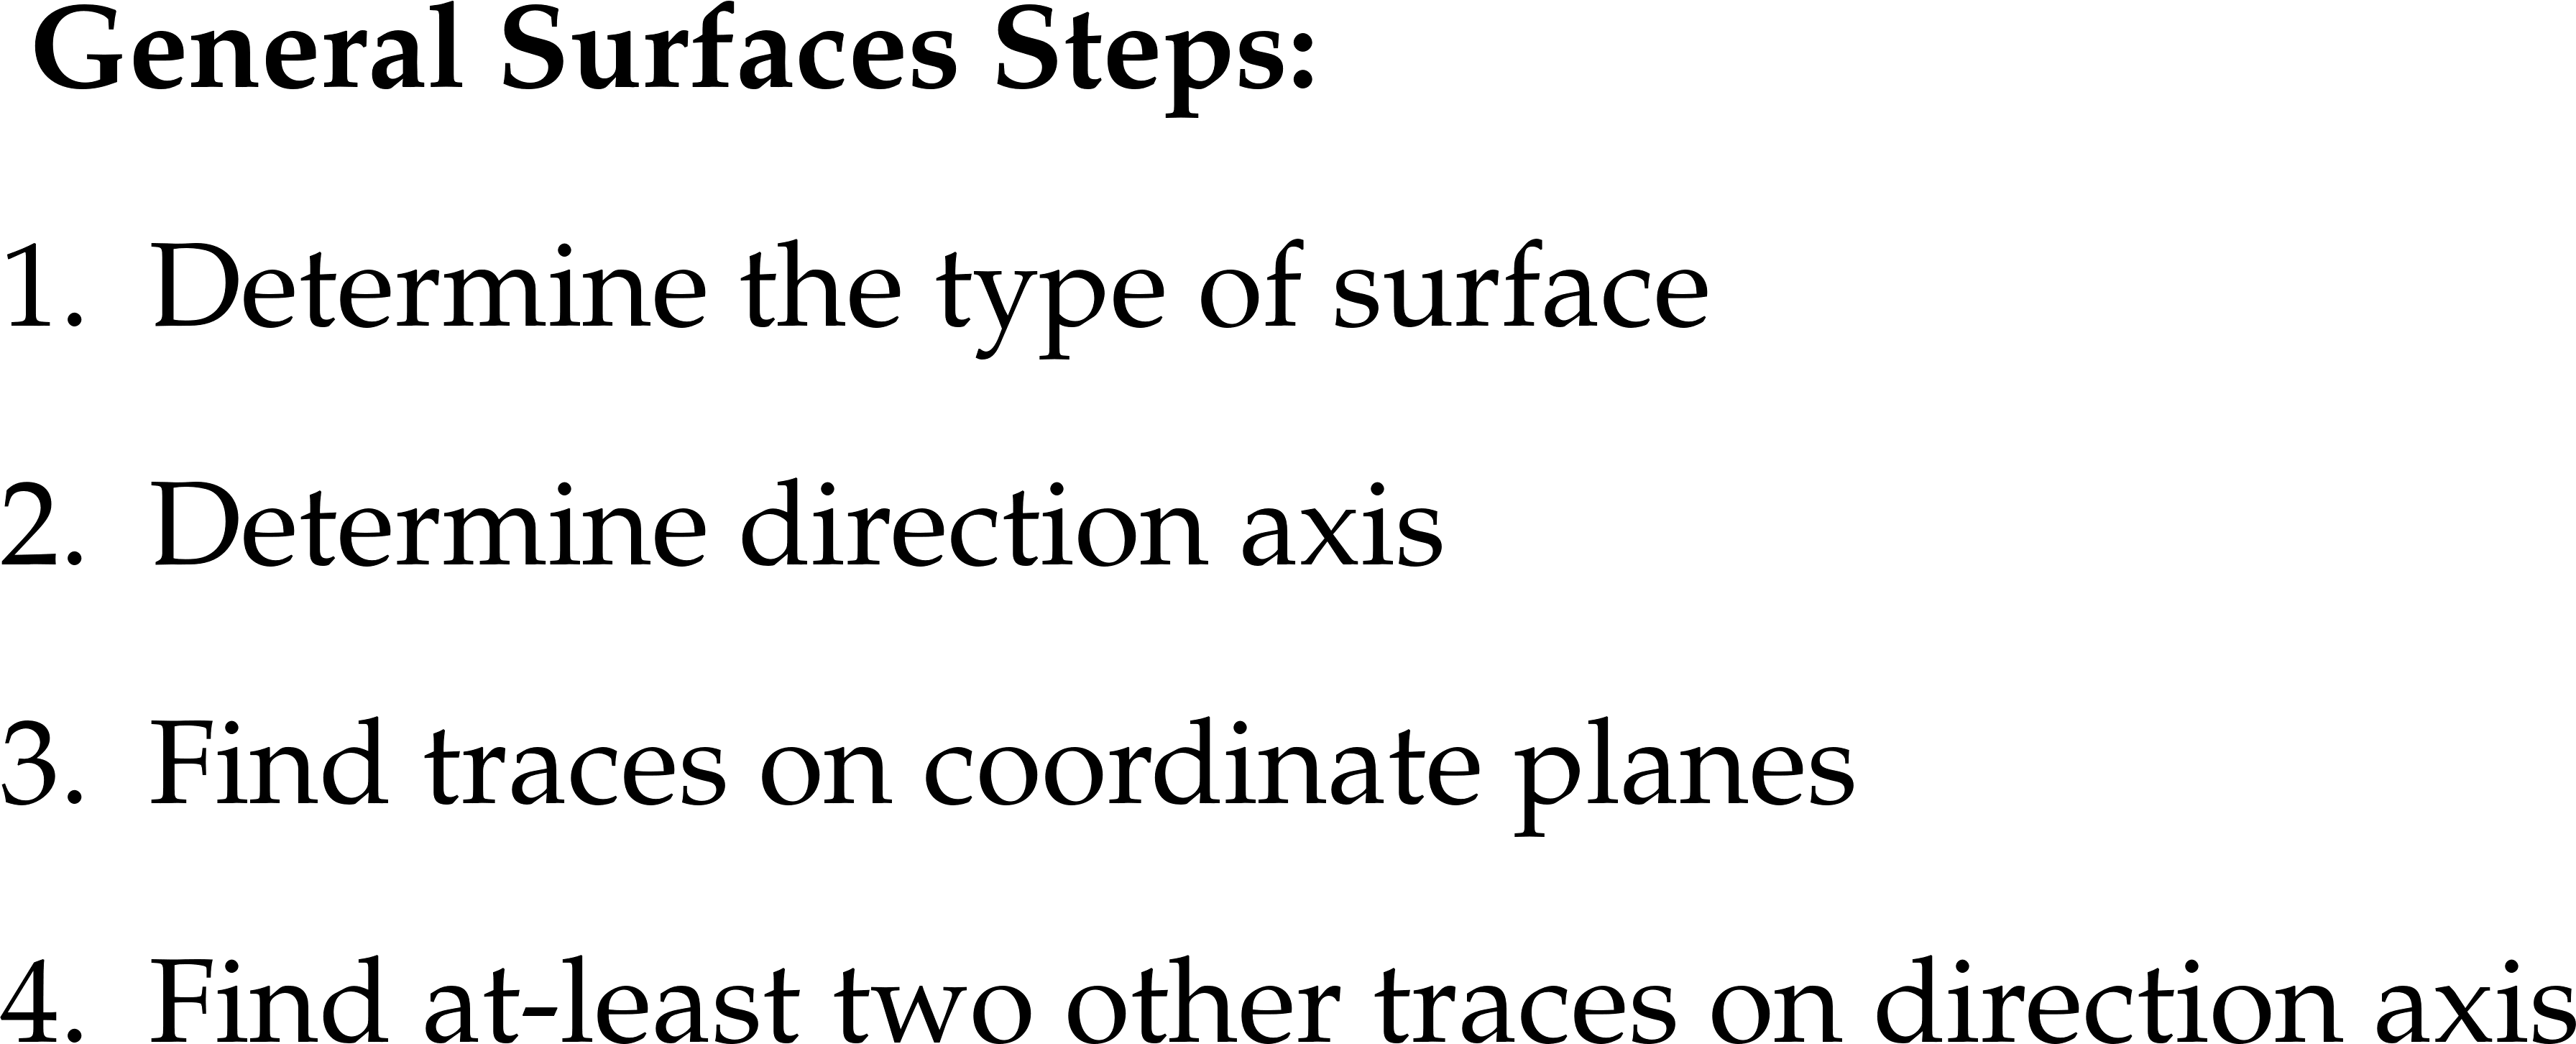 General Surfaces Steps:
1. Determine the type of surface
2. Determine direction axis
3. Find traces on coordinate planes
4. Find at-least two other traces on direction axis